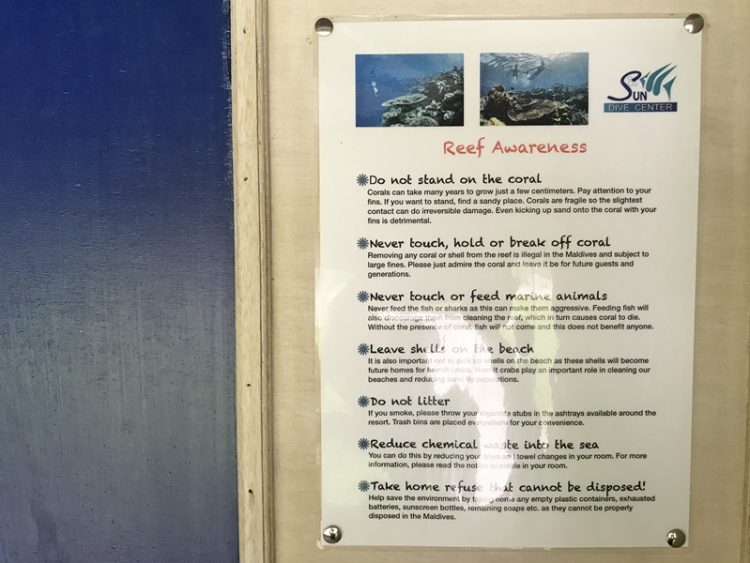 Sun
DIVE CENTER
Reef Awareness
Do not stand on the coral
Corals can take many years to grow just a few centimeters. Pay attention to your
fins. If you want to stand, find a sandy place. Corals are fragile so the slightest
contact can do irreversible damage. Even kicking up sand onto the coral with your
fins is detrimental.
Never touch, hold or break off coral
Removing any coral or shell from the reef is illegal in the Maldives and subject to
large fines. Please just admire the coral and leave it be for future guests and
generations.
Never touch or feed marine animals
Never feed the fish or sharks as this can make them aggressive. Feeding fish will
also discourage them from cleaning the reef, which in turn causes coral to die.
Without the presence of coral, fish will not come and this does not benefit anyone.
Leave shells on the beach
It is also important not to pick up shells on the beach as these shells will become
future homes for hermit crabs. Hermit crabs play an important role in cleaning our
beaches and reducing sand fly populations.
Do not litter
If you smoke, please throw your cigarette stubs in the ashtrays available around the
resort. Trash bins are placed everywhere for your convenience.
Reduce chemical waste into the sea
You can do this by reducing your linen and towel changes in your room. For more
information, please read the notice available in your room.
Take home refuse that cannot be disposed!
Help save the environment by taking home any empty plastic containers, exhausted
batteries, sunscreen bottles, remaining soaps etc. as they cannot be properly
disposed in the Maldives.